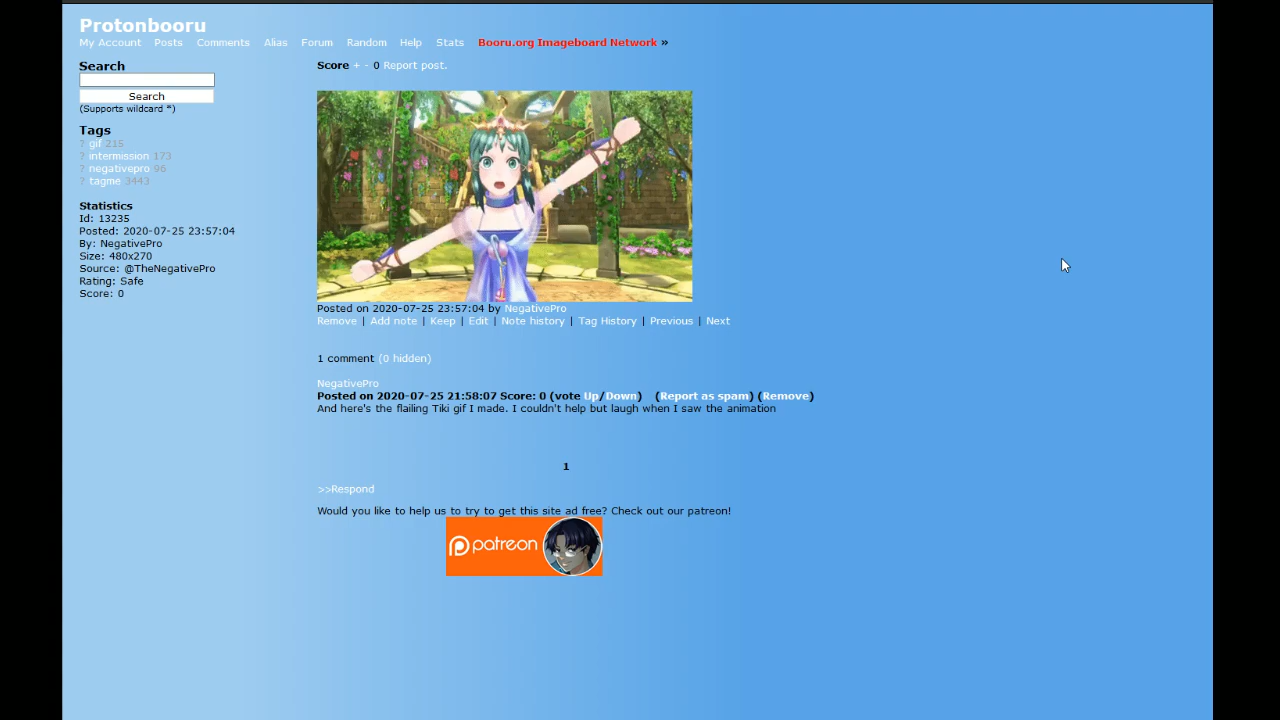 Protonbooru
My Account Posts Comments Alias Forum Random Help Stats Booru.org Imageboard Network »
Search
Search
(Supports wildcard *)
Tags
? gif 215
? intermission 173
? negativepro 96
? tagme 3443
Statistics
Id: 13235
Posted: 2020-07-25 23:57:04
By: NegativePro
Size: 480x270
Source: @TheNegativePro
Rating: Safe
Score: 0
Score + - 0 Report post.
Posted on 2020-07-25 23:57:04 by NegativePro
Remove | Add note | Keep | Edit | Note history | Tag History | Previous | Next
1 comment (0 hidden)
NegativePro
Posted on 2020-07-25 21:58:07 Score: 0 (vote Up/Down) (Report as spam) (Remove)
And here's the flailing Tiki gif I made. I couldn't help but laugh when I saw the animation
1
>>Respond
Would you like to help us to try to get this site ad free? Check out our patreon!
patreon